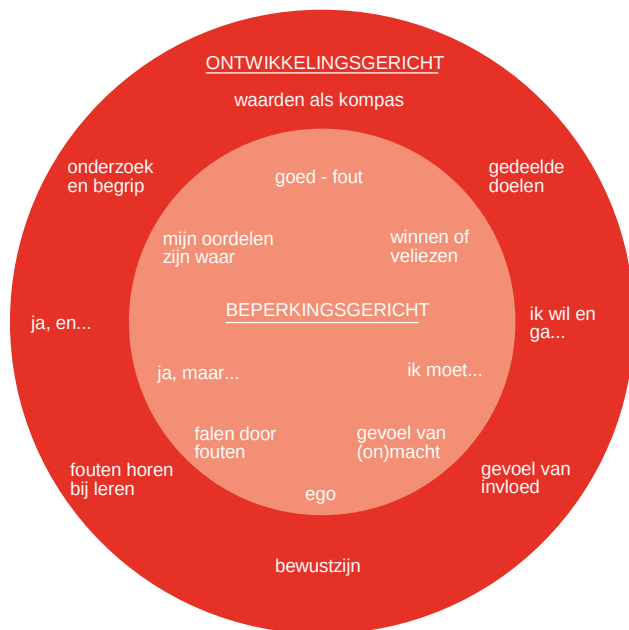 ONTWIKKELINGSGERICHT
waarden als kompas
onderzoek
en begrip
gedeelde
doelen
goed - fout
mijn oordelen
zijn waar
winnen of
veliezen
BEPERKINGSGERICHT
ja, en...
ik wil en
ga...
ja, maar...
ik moet...
falen door
fouten
gevoel van
(on)macht
fouten horen
bij leren
gevoel van
invloed
ego
bewustzijn